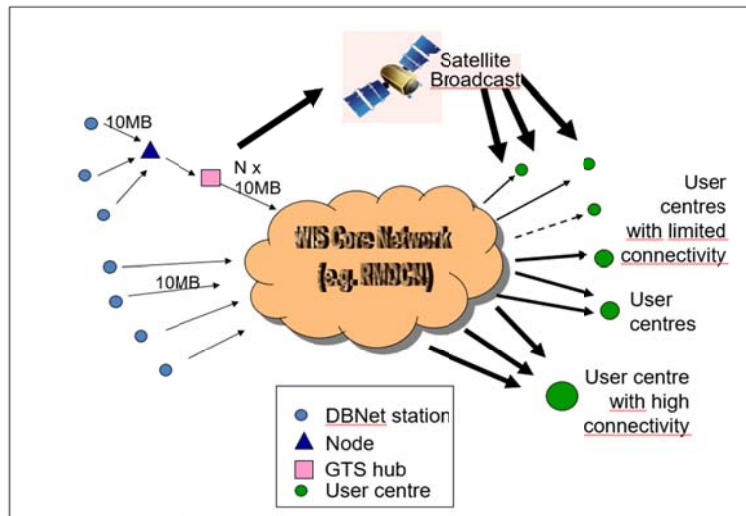 Satellite
Broadcast
10MB
N x
10MB
WIS Core Network
(e.g. RMDCN)
10MB
User
centres
with limited
connectivity
User
centres
User centre
with high
connectivity
DBNet station
Node
GTS hub
User centre